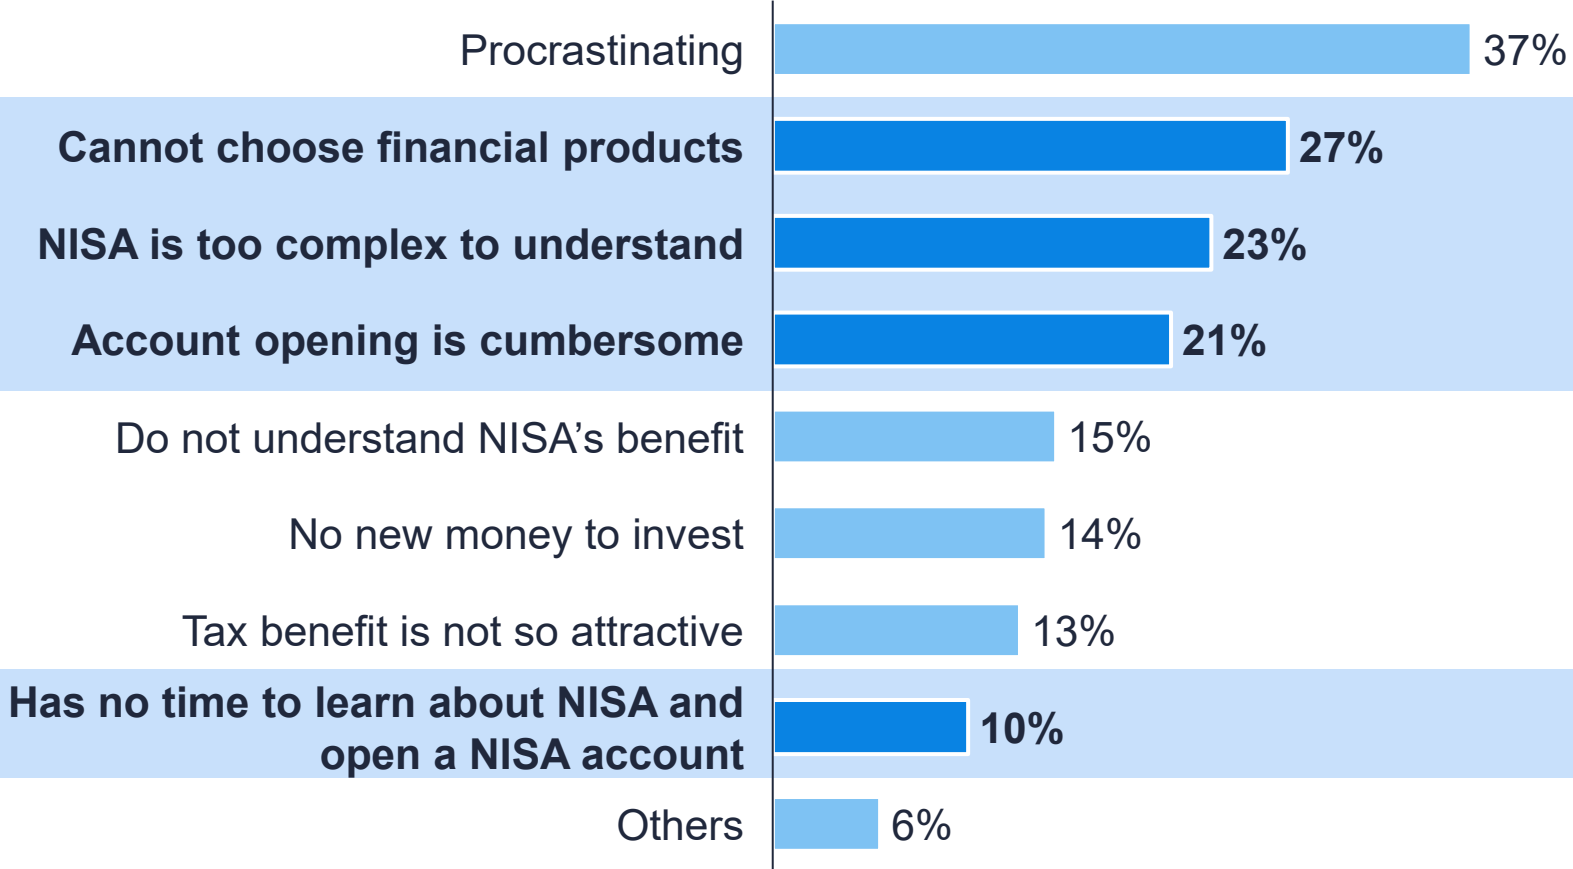 Procrastinating 37%
Cannot choose financial products 27%
NISA is too complex to understand 23%
Account opening is cumbersome 21%
Do not understand NISA’s benefit 15%
No new money to invest 14%
Tax benefit is not so attractive 13%
Has no time to learn about NISA and
open a NISA account 10%
Others 6%